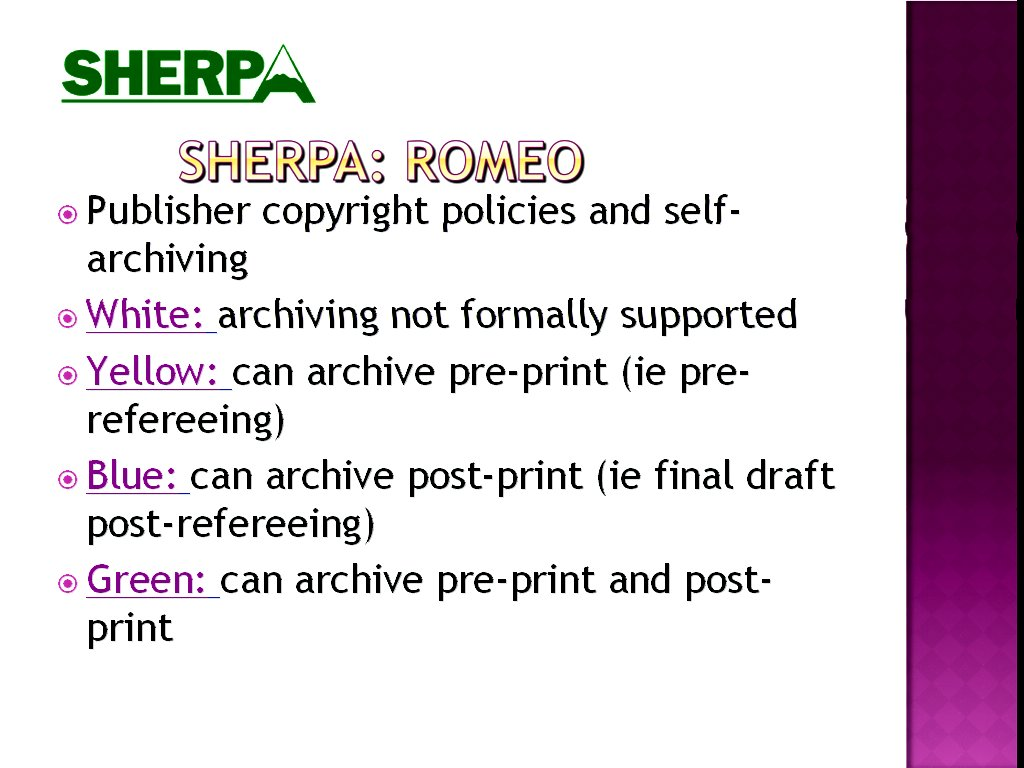 SHERPA
SHERPA: ROMEO
Publisher copyright policies and self-
archiving
White: archiving not formally supported
Yellow: can archive pre-print (ie pre-
refereeing)
Blue: can archive post-print (ie final draft
post-refereeing)
Green: can archive pre-print and post-
print